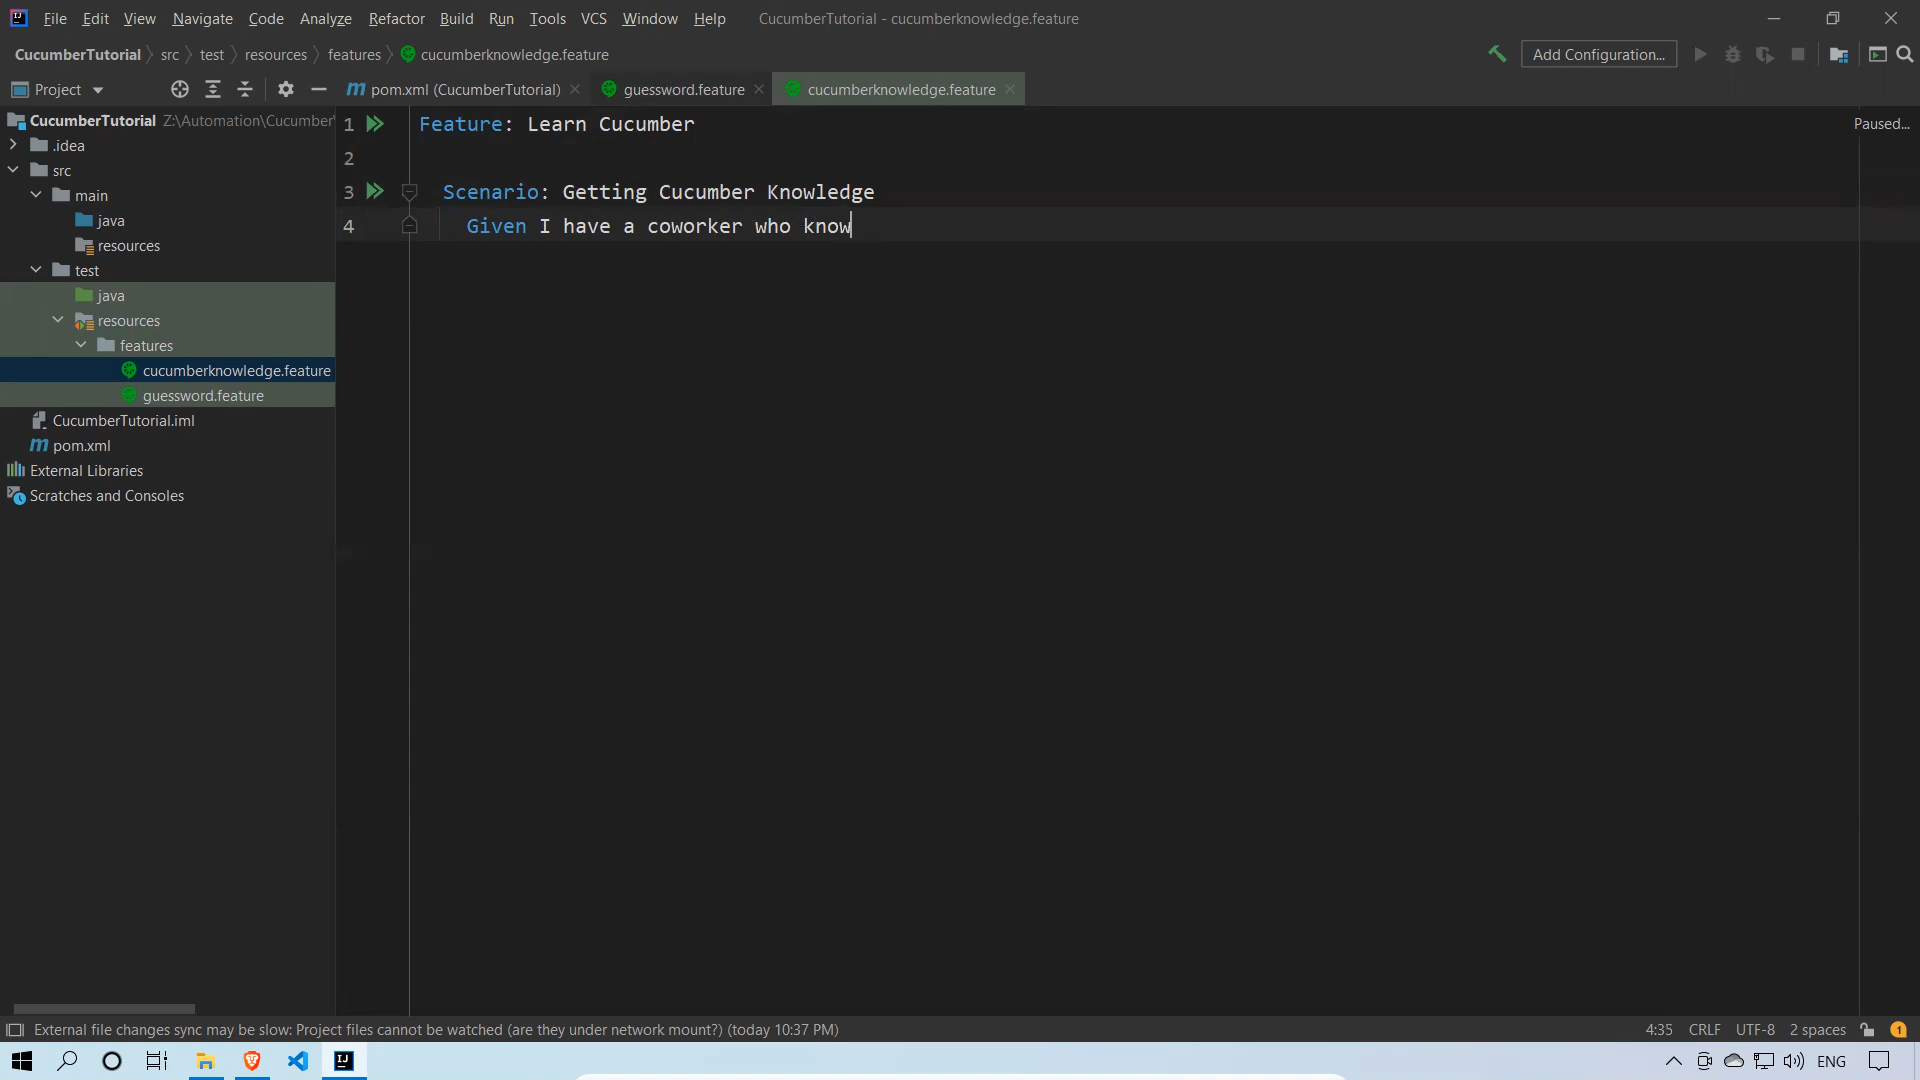 File Edit View Navigate Code Analyze Refactor Build Run Tools VCS Window Help CucumberTutorial - cucumberknowledge.feature
CucumberTutorial src test resources features cucumberknowledge.feature Add Configuration...
Project pom.xml (CucumberTutorial) guessword.feature cucumberknowledge.feature
CucumberTutorial Z:\Automation\Cucumber
.idea
src
main
java
resources
test
java
resources
features
cucumberknowledge.feature
guessword.feature
CucumberTutorial.iml
pom.xml
External Libraries
Scratches and Consoles
1 Feature: Learn Cucumber
Paused...
2
3 Scenario: Getting Cucumber Knowledge
4 Given I have a coworker who know
External file changes sync may be slow: Project files cannot be watched (are they under network mount?) (today 10:37 PM) 4:35 CRLF UTF-8 2 spaces 1
IJ ENG